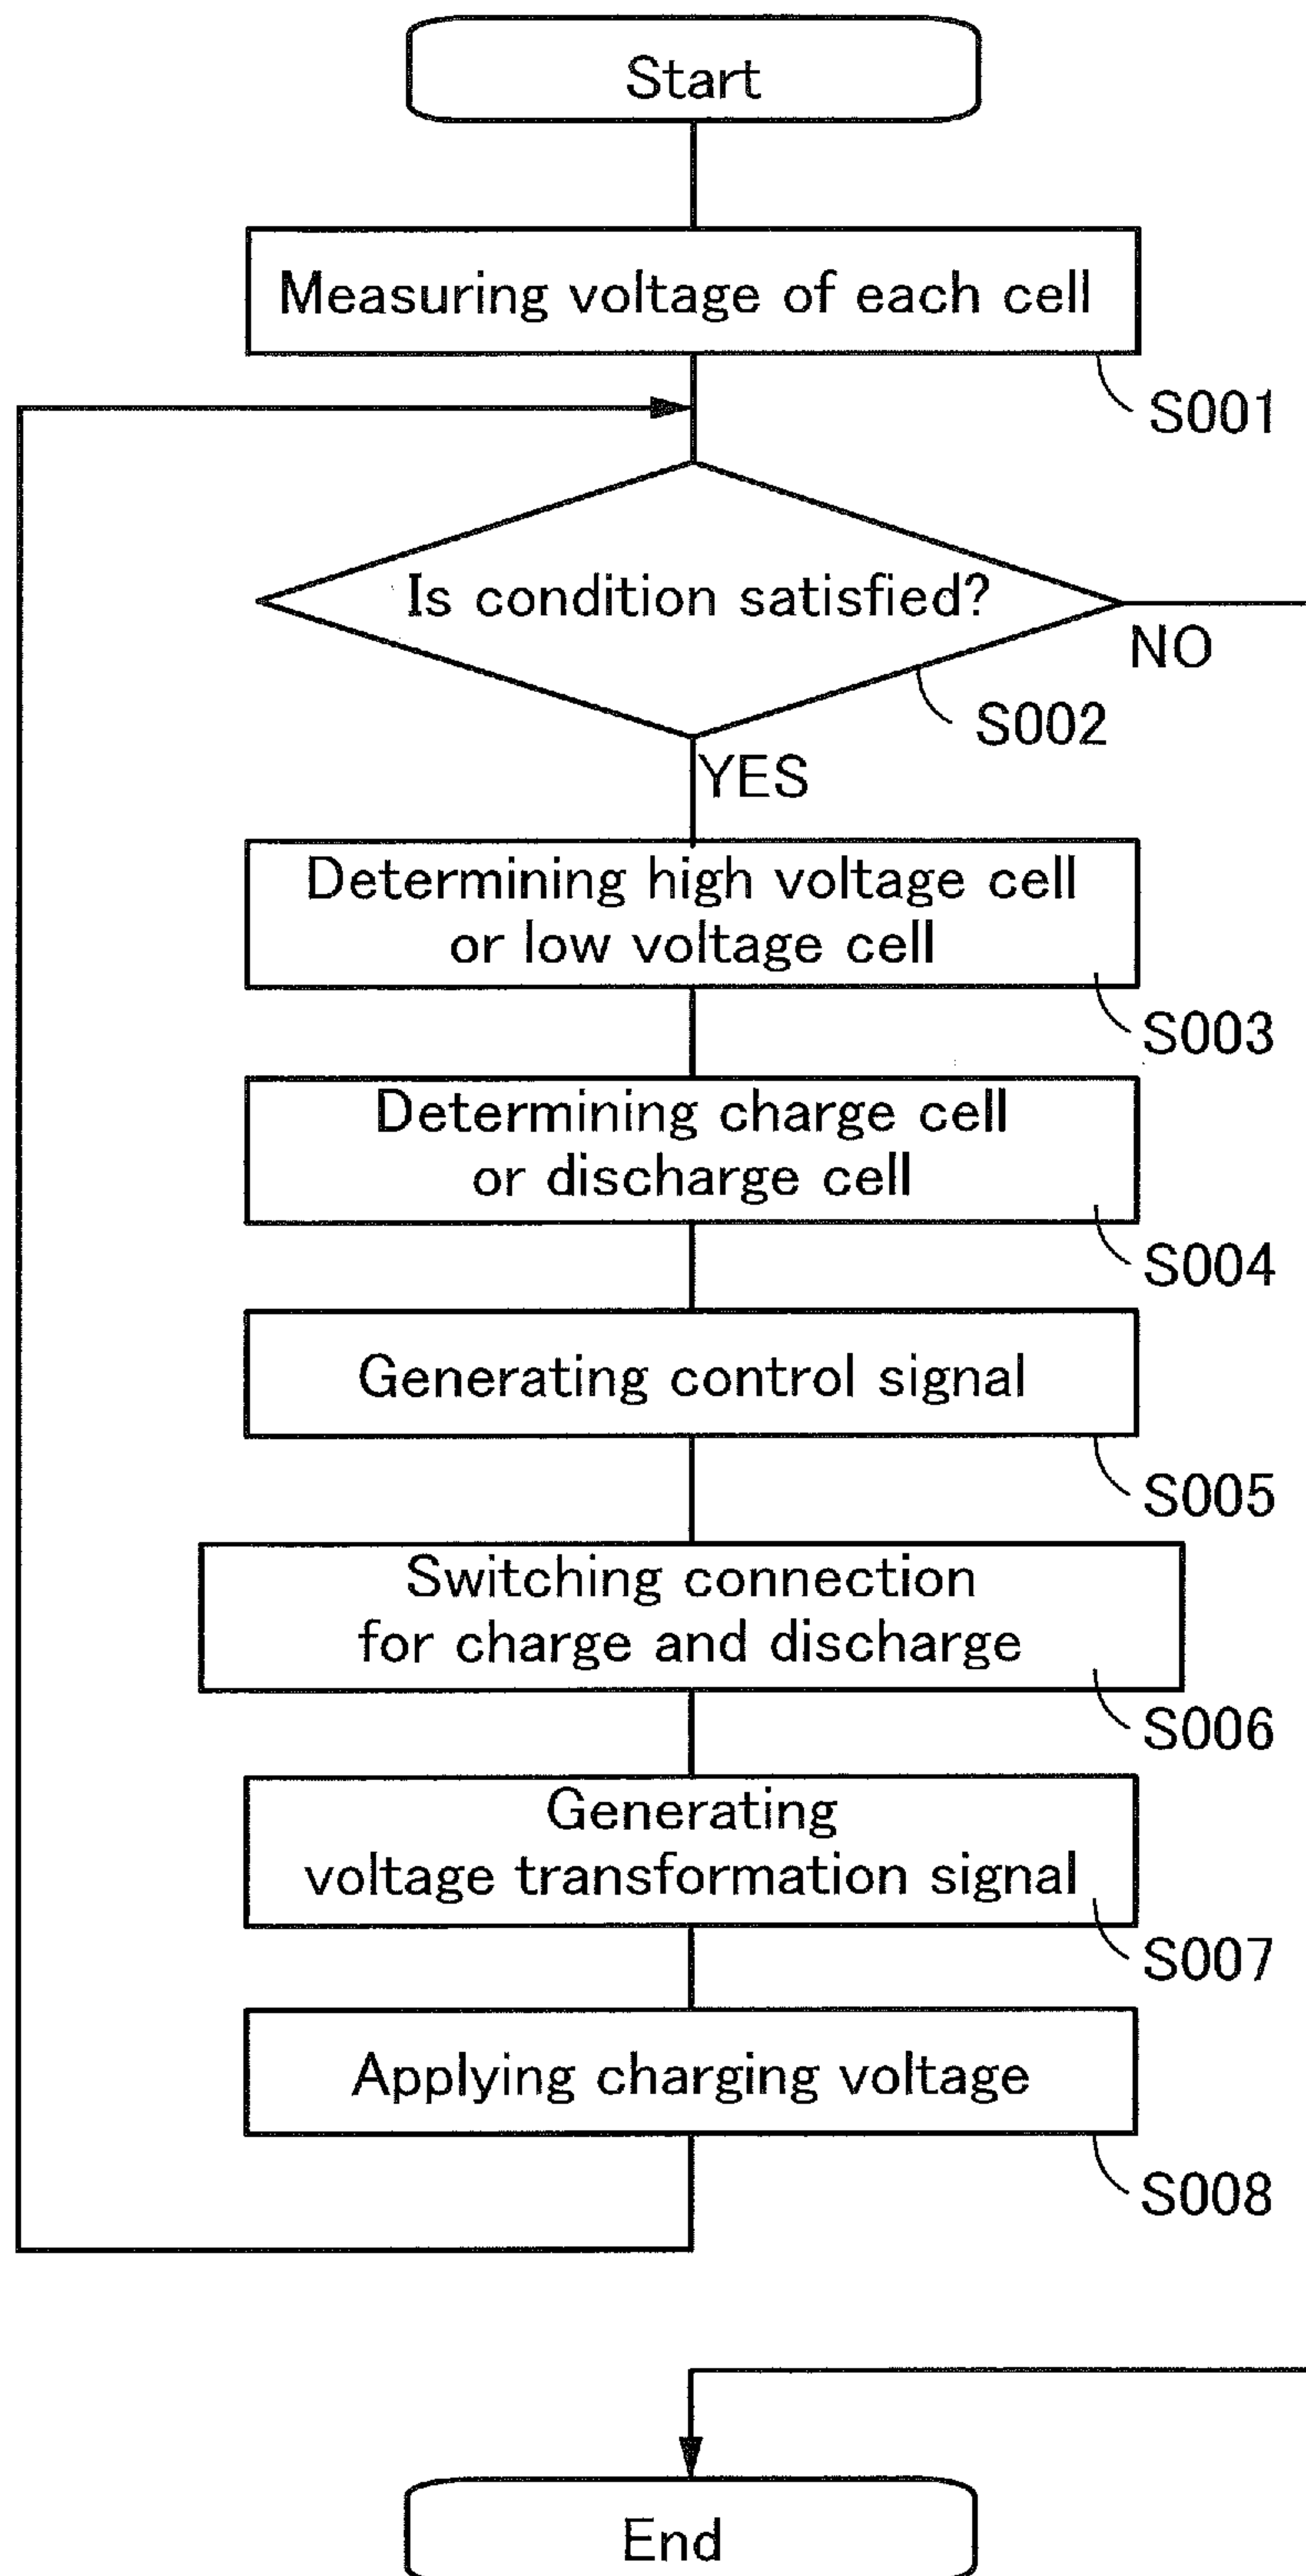 Start
Measuring voltage of each cell
S001
Is condition satisfied?
NO
S002
YES
Determining high voltage cell
or low voltage cell
S003
Determining charge cell
or discharge cell
S004
Generating control signal
S005
Switching connection
for charge and discharge
S006
Generating
voltage transformation signal
S007
Applying charging voltage
S008
End